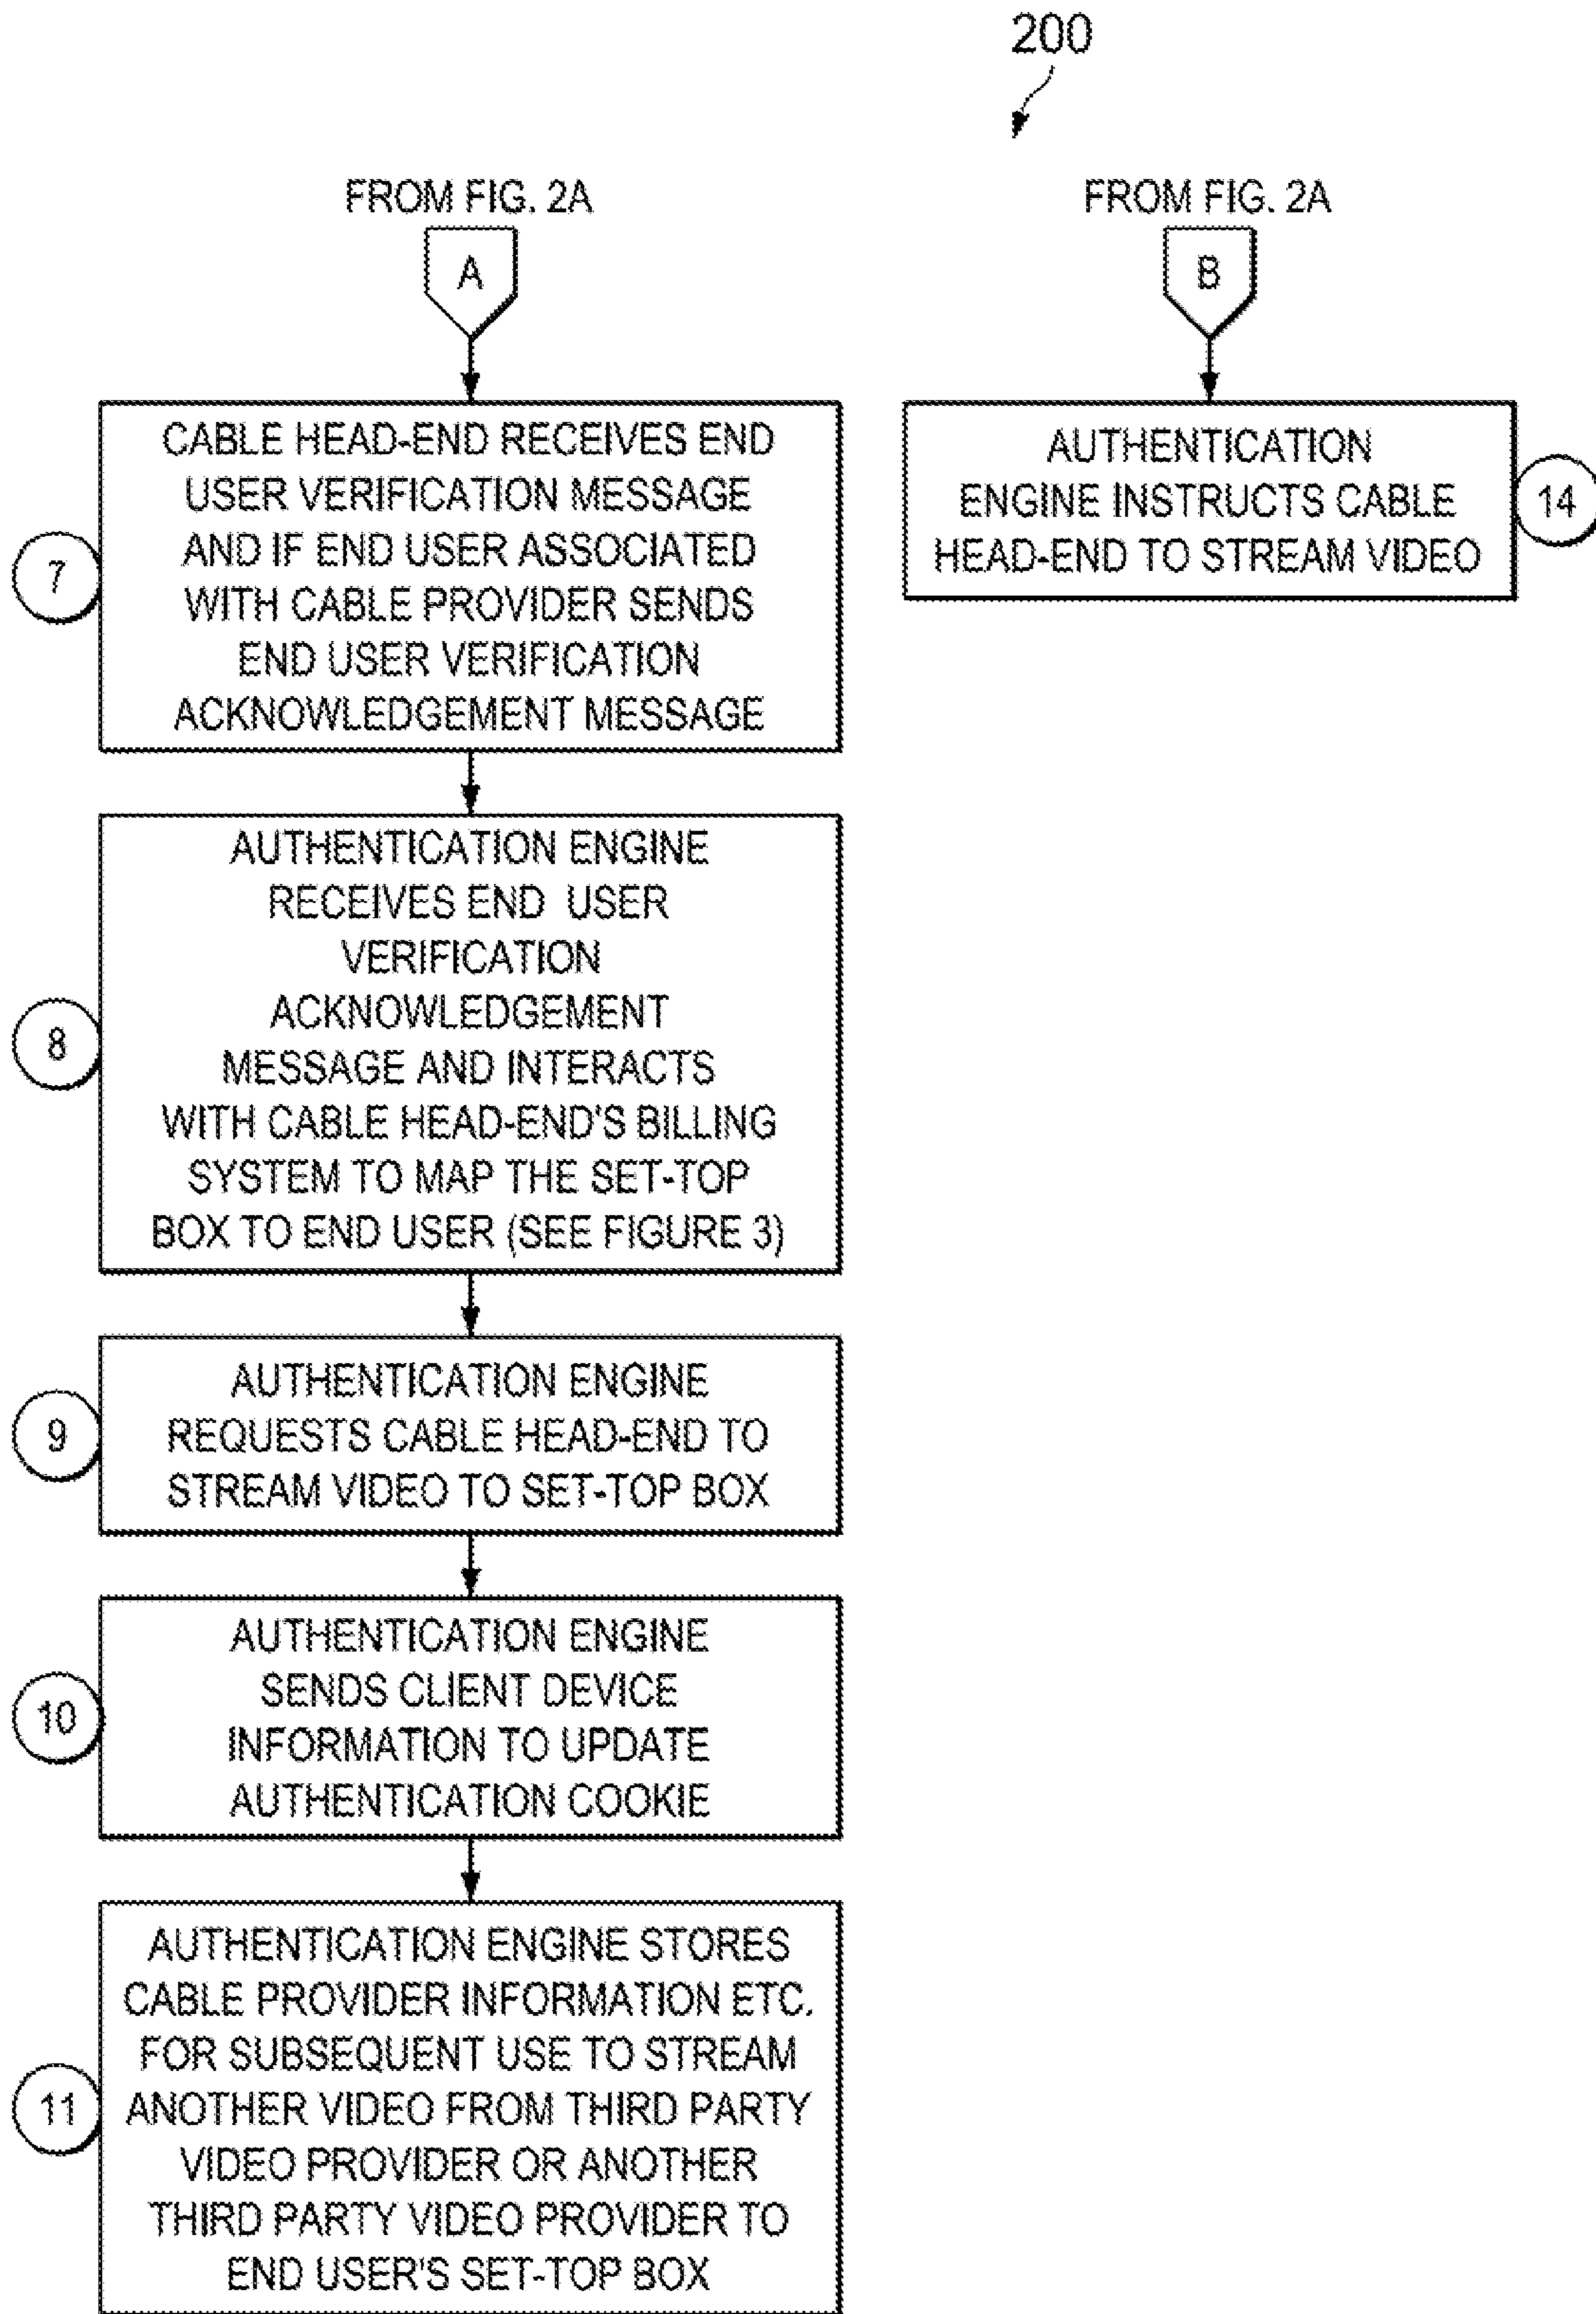 200
FROM FIG. 2A
A
7
CABLE HEAD-END RECEIVES END
USER VERIFICATION MESSAGE
AND IF END USER ASSOCIATED
WITH CABLE PROVIDER SENDS
END USER VERIFICATION
ACKNOWLEDGEMENT MESSAGE
8
AUTHENTICATION ENGINE
RECEIVES END USER
VERIFICATION
ACKNOWLEDGEMENT
MESSAGE AND INTERACTS
WITH CABLE HEAD-END'S BILLING
SYSTEM TO MAP THE SET-TOP
BOX TO END USER (SEE FIGURE 3)
9
AUTHENTICATION ENGINE
REQUESTS CABLE HEAD-END TO
STREAM VIDEO TO SET-TOP BOX
10
AUTHENTICATION ENGINE
SENDS CLIENT DEVICE
INFORMATION TO UPDATE
AUTHENTICATION COOKIE
11
AUTHENTICATION ENGINE STORES
CABLE PROVIDER INFORMATION ETC.
FOR SUBSEQUENT USE TO STREAM
ANOTHER VIDEO FROM THIRD PARTY
VIDEO PROVIDER OR ANOTHER
THIRD PARTY VIDEO PROVIDER TO
END USER'S SET-TOP BOX
FROM FIG. 2A
B
AUTHENTICATION
ENGINE INSTRUCTS CABLE
HEAD-END TO STREAM VIDEO
14